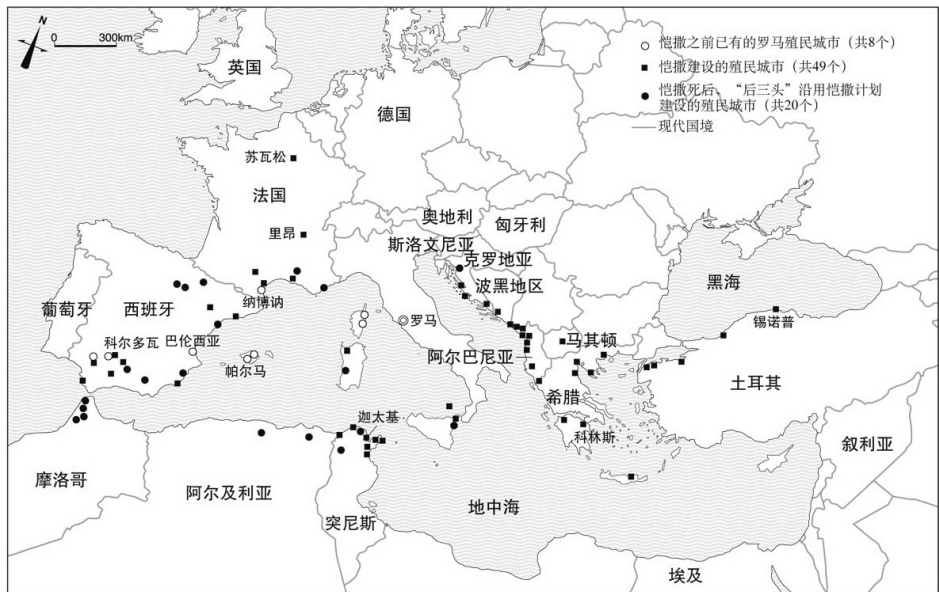 N
0 300km
恺撒之前已有的罗马殖民城市（共8个）
恺撒建设的殖民城市（共49个）
恺撒死后，“后三头”沿用恺撒计划
建设的殖民城市（共20个）
现代国境
英国
德国
苏瓦松
法国
奥地利
匈牙利
里昂
斯洛文尼亚
克罗地亚
波黑地区
黑海
葡萄牙
西班牙
纳博讷
罗马
锡诺普
科尔多瓦
巴伦西亚
马其顿
阿尔巴尼亚
帕尔马
土耳其
希腊
迦太基
科林斯
叙利亚
摩洛哥
阿尔及利亚
地中海
突尼斯
埃及